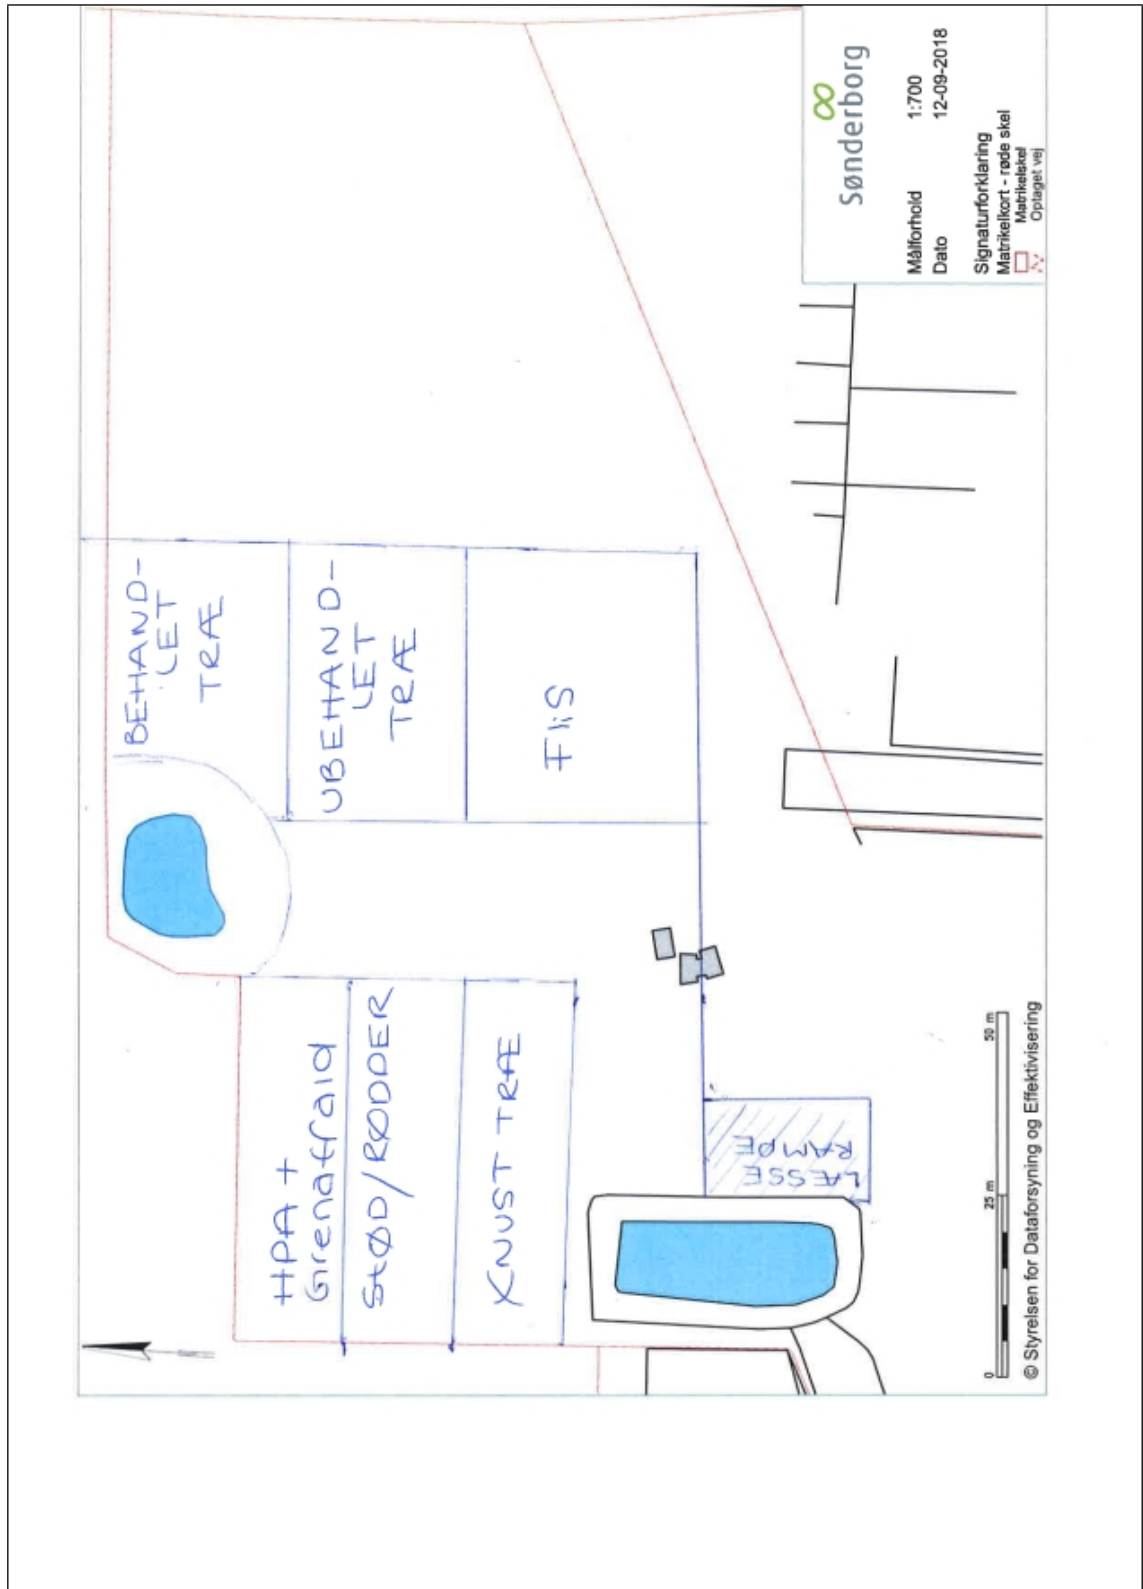 BEHAND-
LET
TRÆ
UBEHAND-
LET
TRÆ
FliS
HPA +
Grenaffald
StØD/RØDDER
KNUST TRÆ
LÆSSE
RAMPE
Sønderborg
Målforhold 1:700
Dato 12-09-2018
Signaturforklaring
Matrikelkort - røde skel
Matrikelskel
Optaget vej
0 25 m 50 m
© Styrelsen for Dataforsyning og Effektivisering